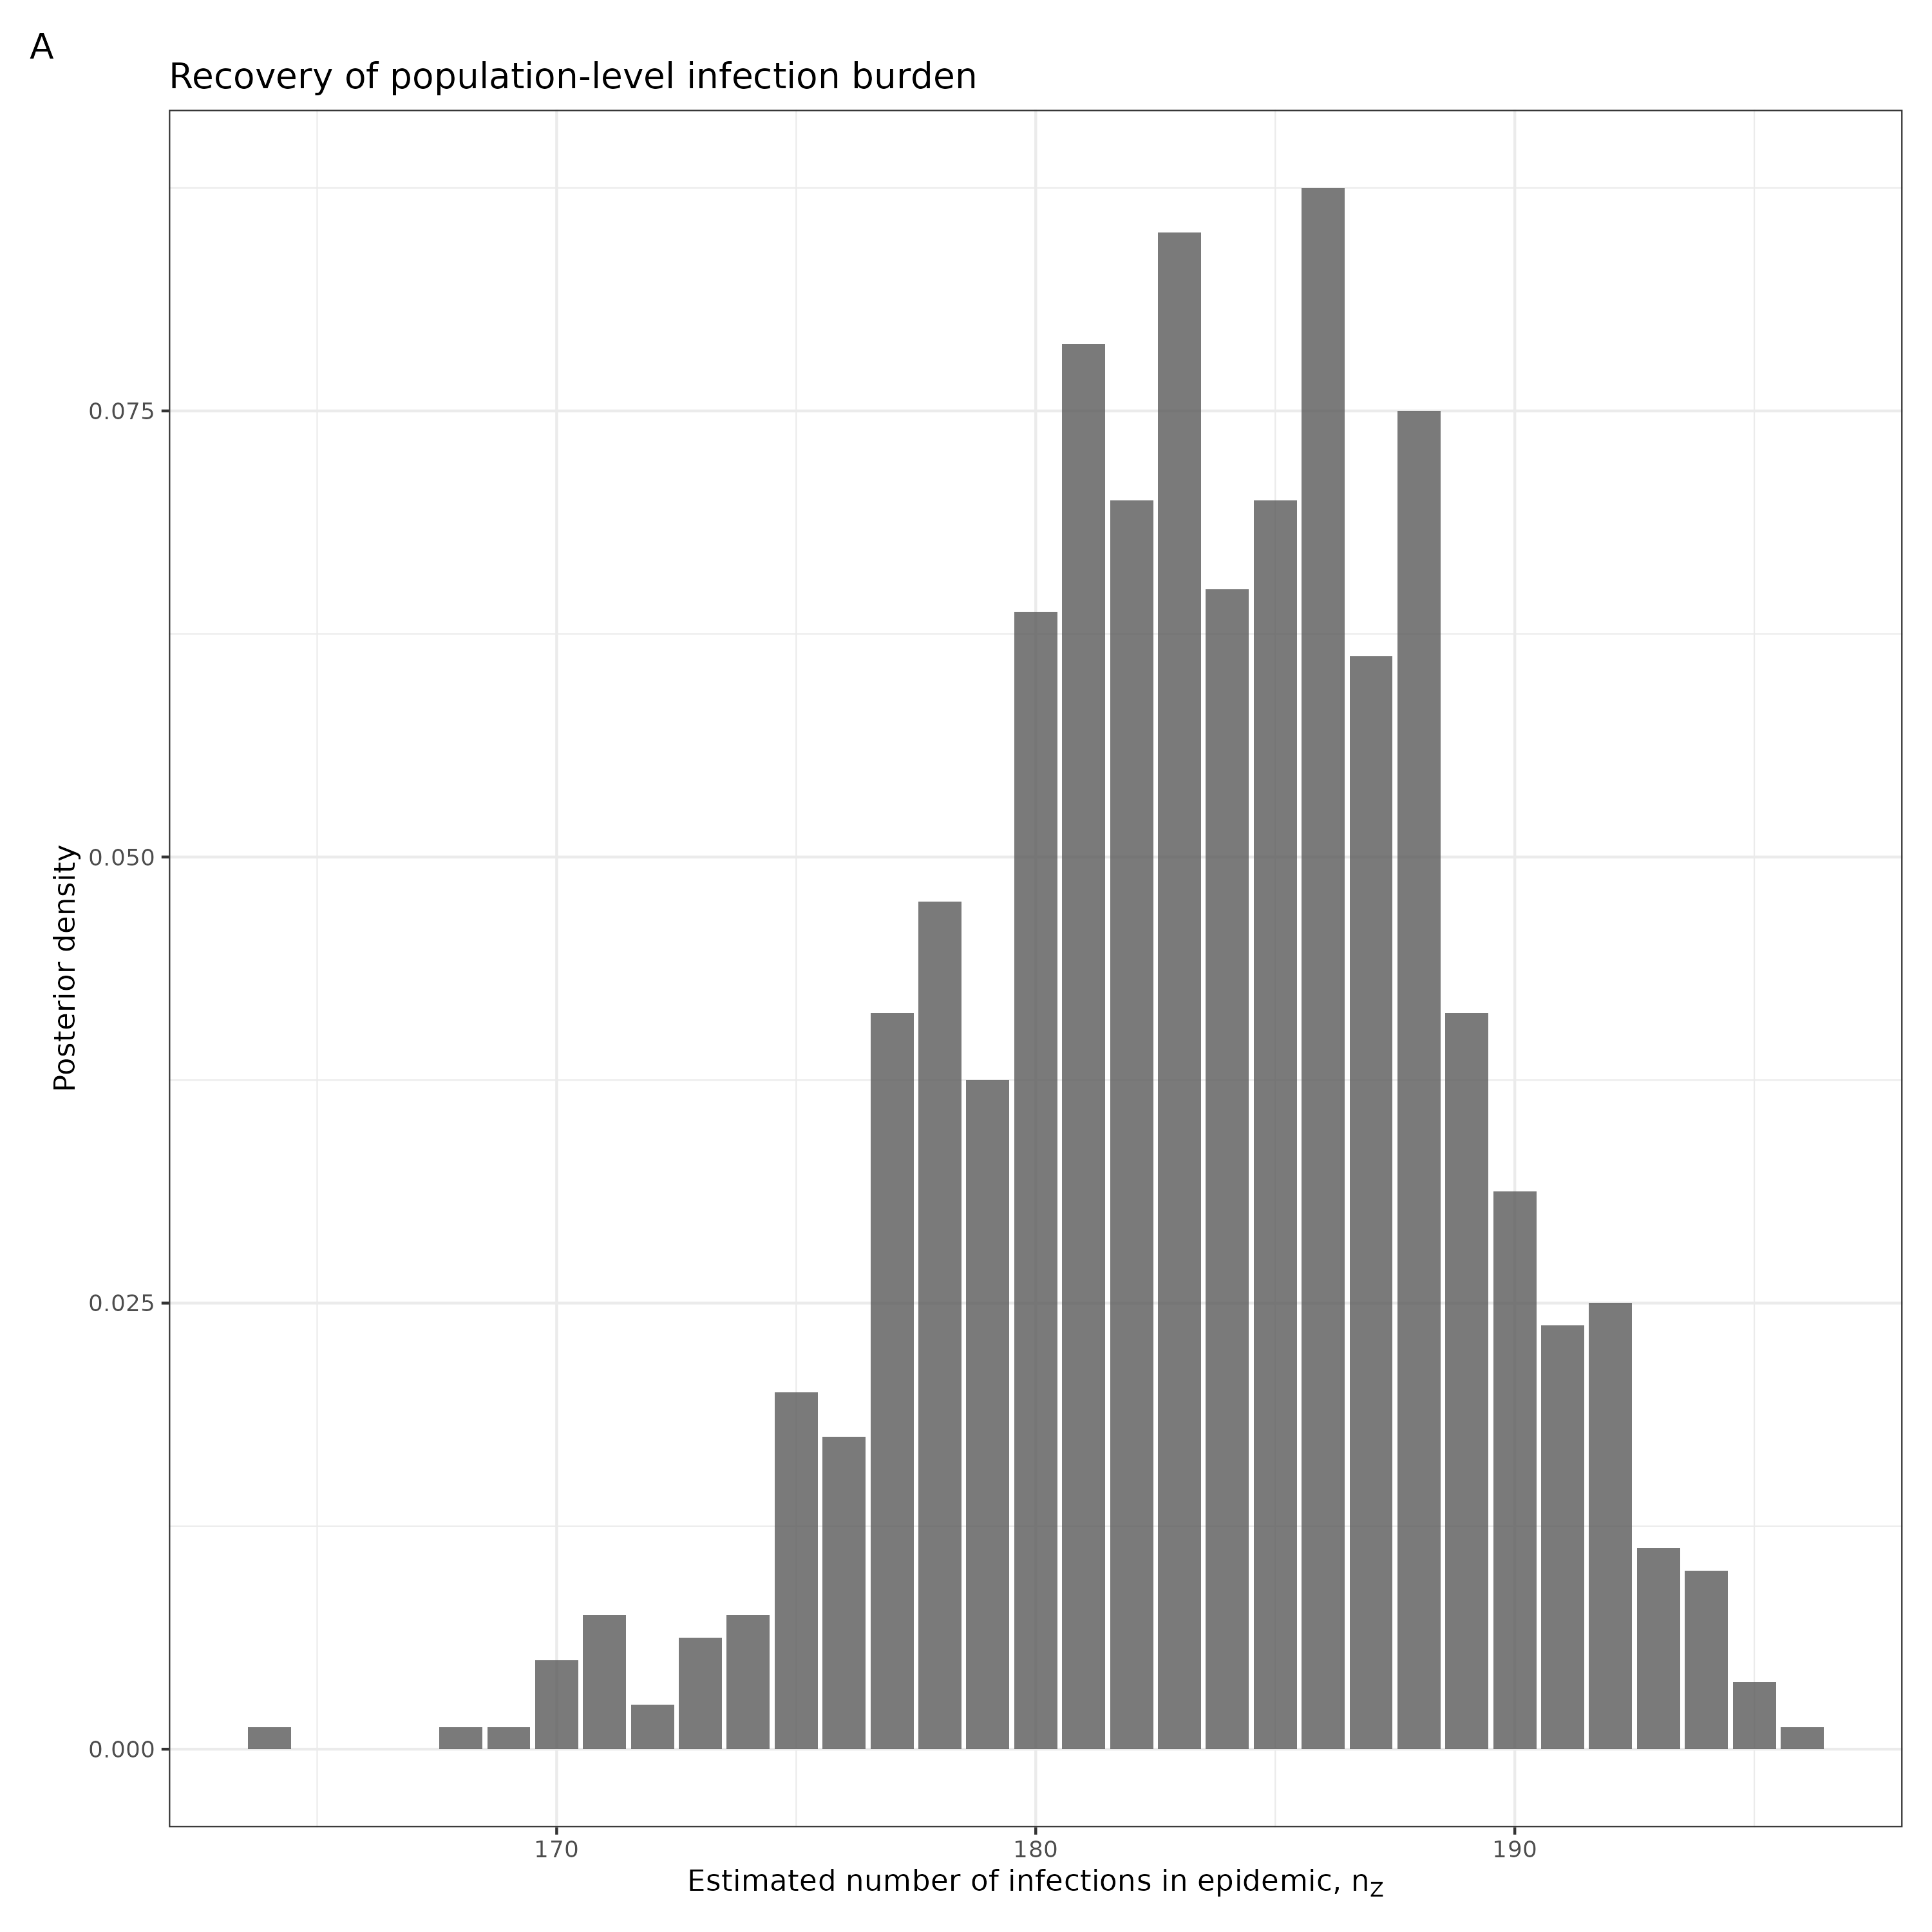 A
Recovery of population-level infection burden
Posterior density
0.075
0.050
0.025
0.000
170 180 190
Estimated number of infections in epidemic, n_Z